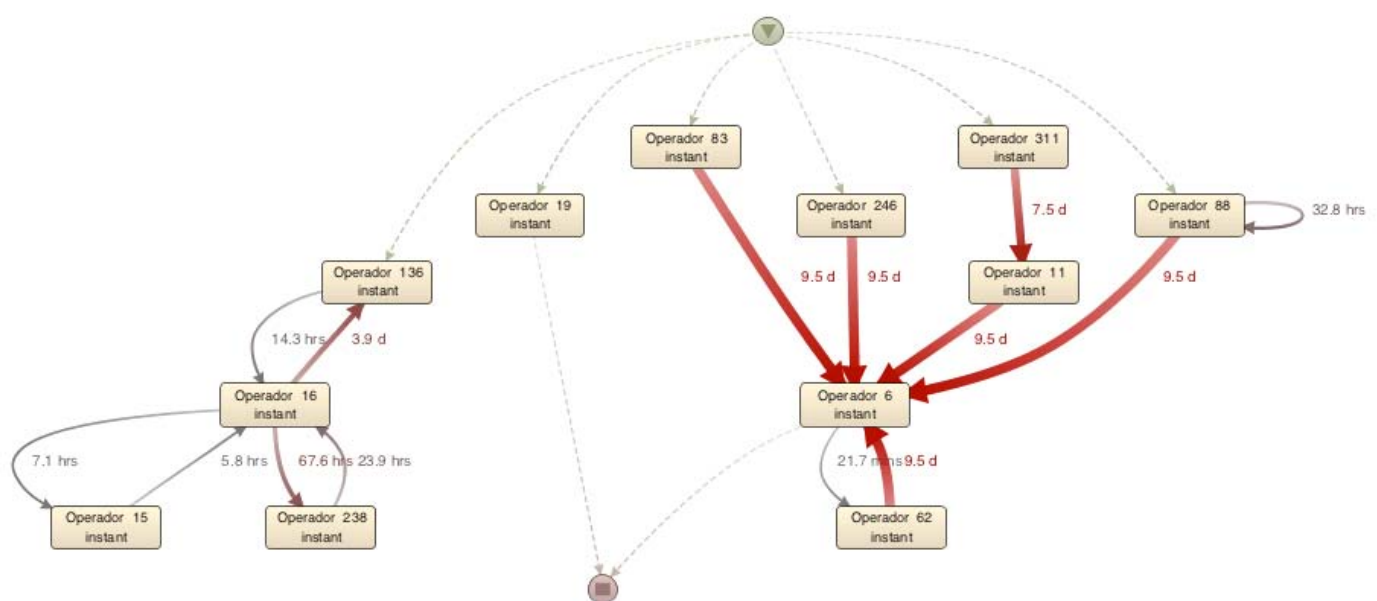 Operador 83
instant
Operador 311
instant
Operador 19
instant
Operador 246
instant
Operador 88
instant
32.8 hrs
7.5 d
Operador 136
instant
9.5 d
9.5 d
Operador 11
instant
9.5 d
14.3 hrs
3.9 d
9.5 d
Operador 16
instant
Operador 6
instant
7.1 hrs
5.8 hrs
67.6 hrs
23.9 hrs
21.7 mins
9.5 d
Operador 15
instant
Operador 238
instant
Operador 62
instant